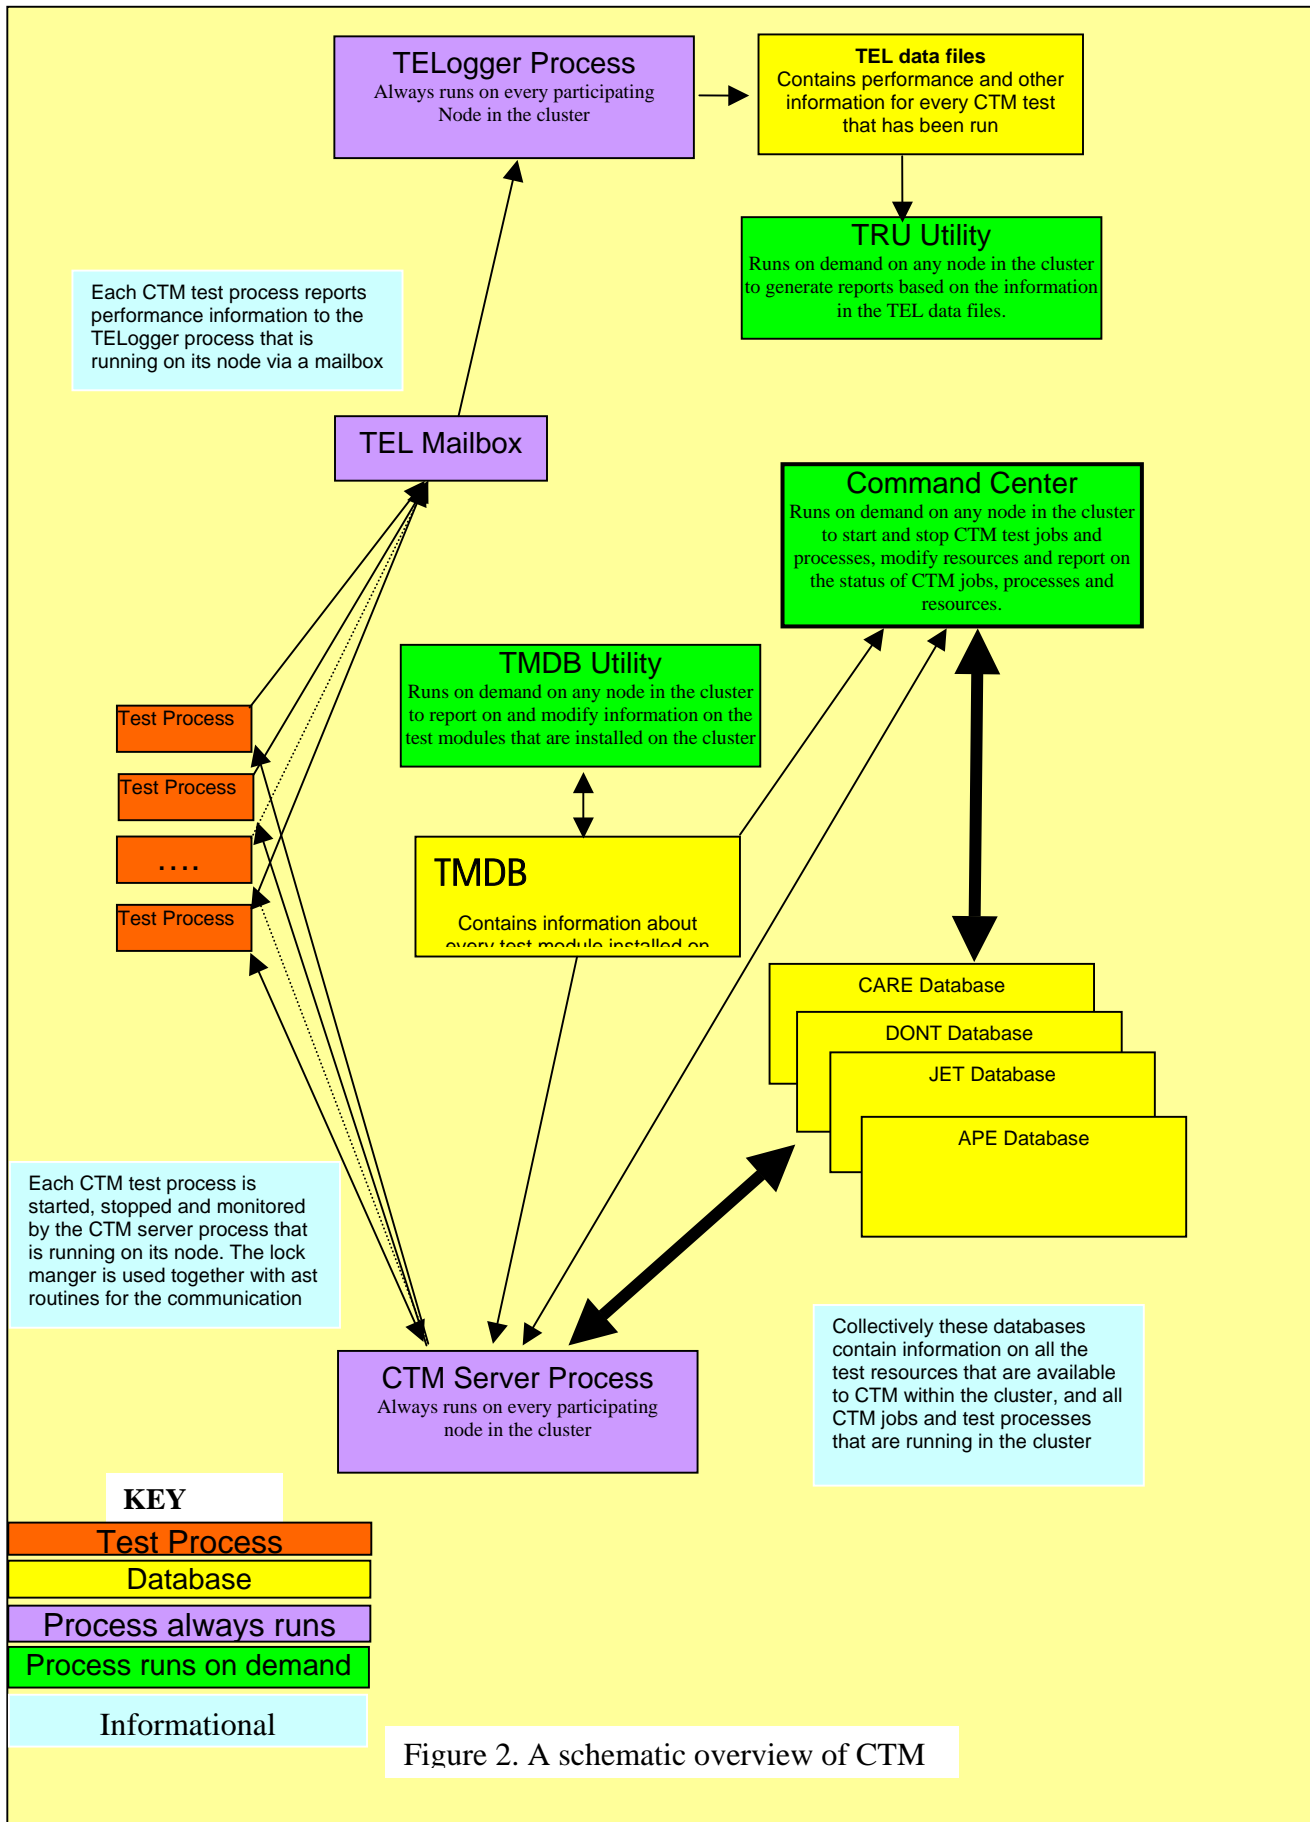 TELogger Process
Always runs on every participating
Node in the cluster
TEL data files
Contains performance and other
information for every CTM test
that has been run
TRU Utility
Runs on demand on any node in the cluster
to generate reports based on the information
in the TEL data files.
Each CTM test process reports
performance information to the
TELogger process that is
running on its node via a mailbox
TEL Mailbox
Command Center
Runs on demand on any node in the cluster
to start and stop CTM test jobs and
processes, modify resources and report on
the status of CTM jobs, processes and
resources.
TMDB Utility
Runs on demand on any node in the cluster
to report on and modify information on the
test modules that are installed on the cluster
Test Process
Test Process
....
Test Process
TMDB
Contains information about
every test module installed on
CARE Database
DONT Database
JET Database
APE Database
Each CTM test process is
started, stopped and monitored
by the CTM server process that
is running on its node. The lock
manger is used together with ast
routines for the communication
Collectively these databases
contain information on all the
test resources that are available
to CTM within the cluster, and all
CTM jobs and test processes
that are running in the cluster
CTM Server Process
Always runs on every participating
node in the cluster
KEY
Test Process
Database
Process always runs
Process runs on demand
Informational
Figure 2. A schematic overview of CTM